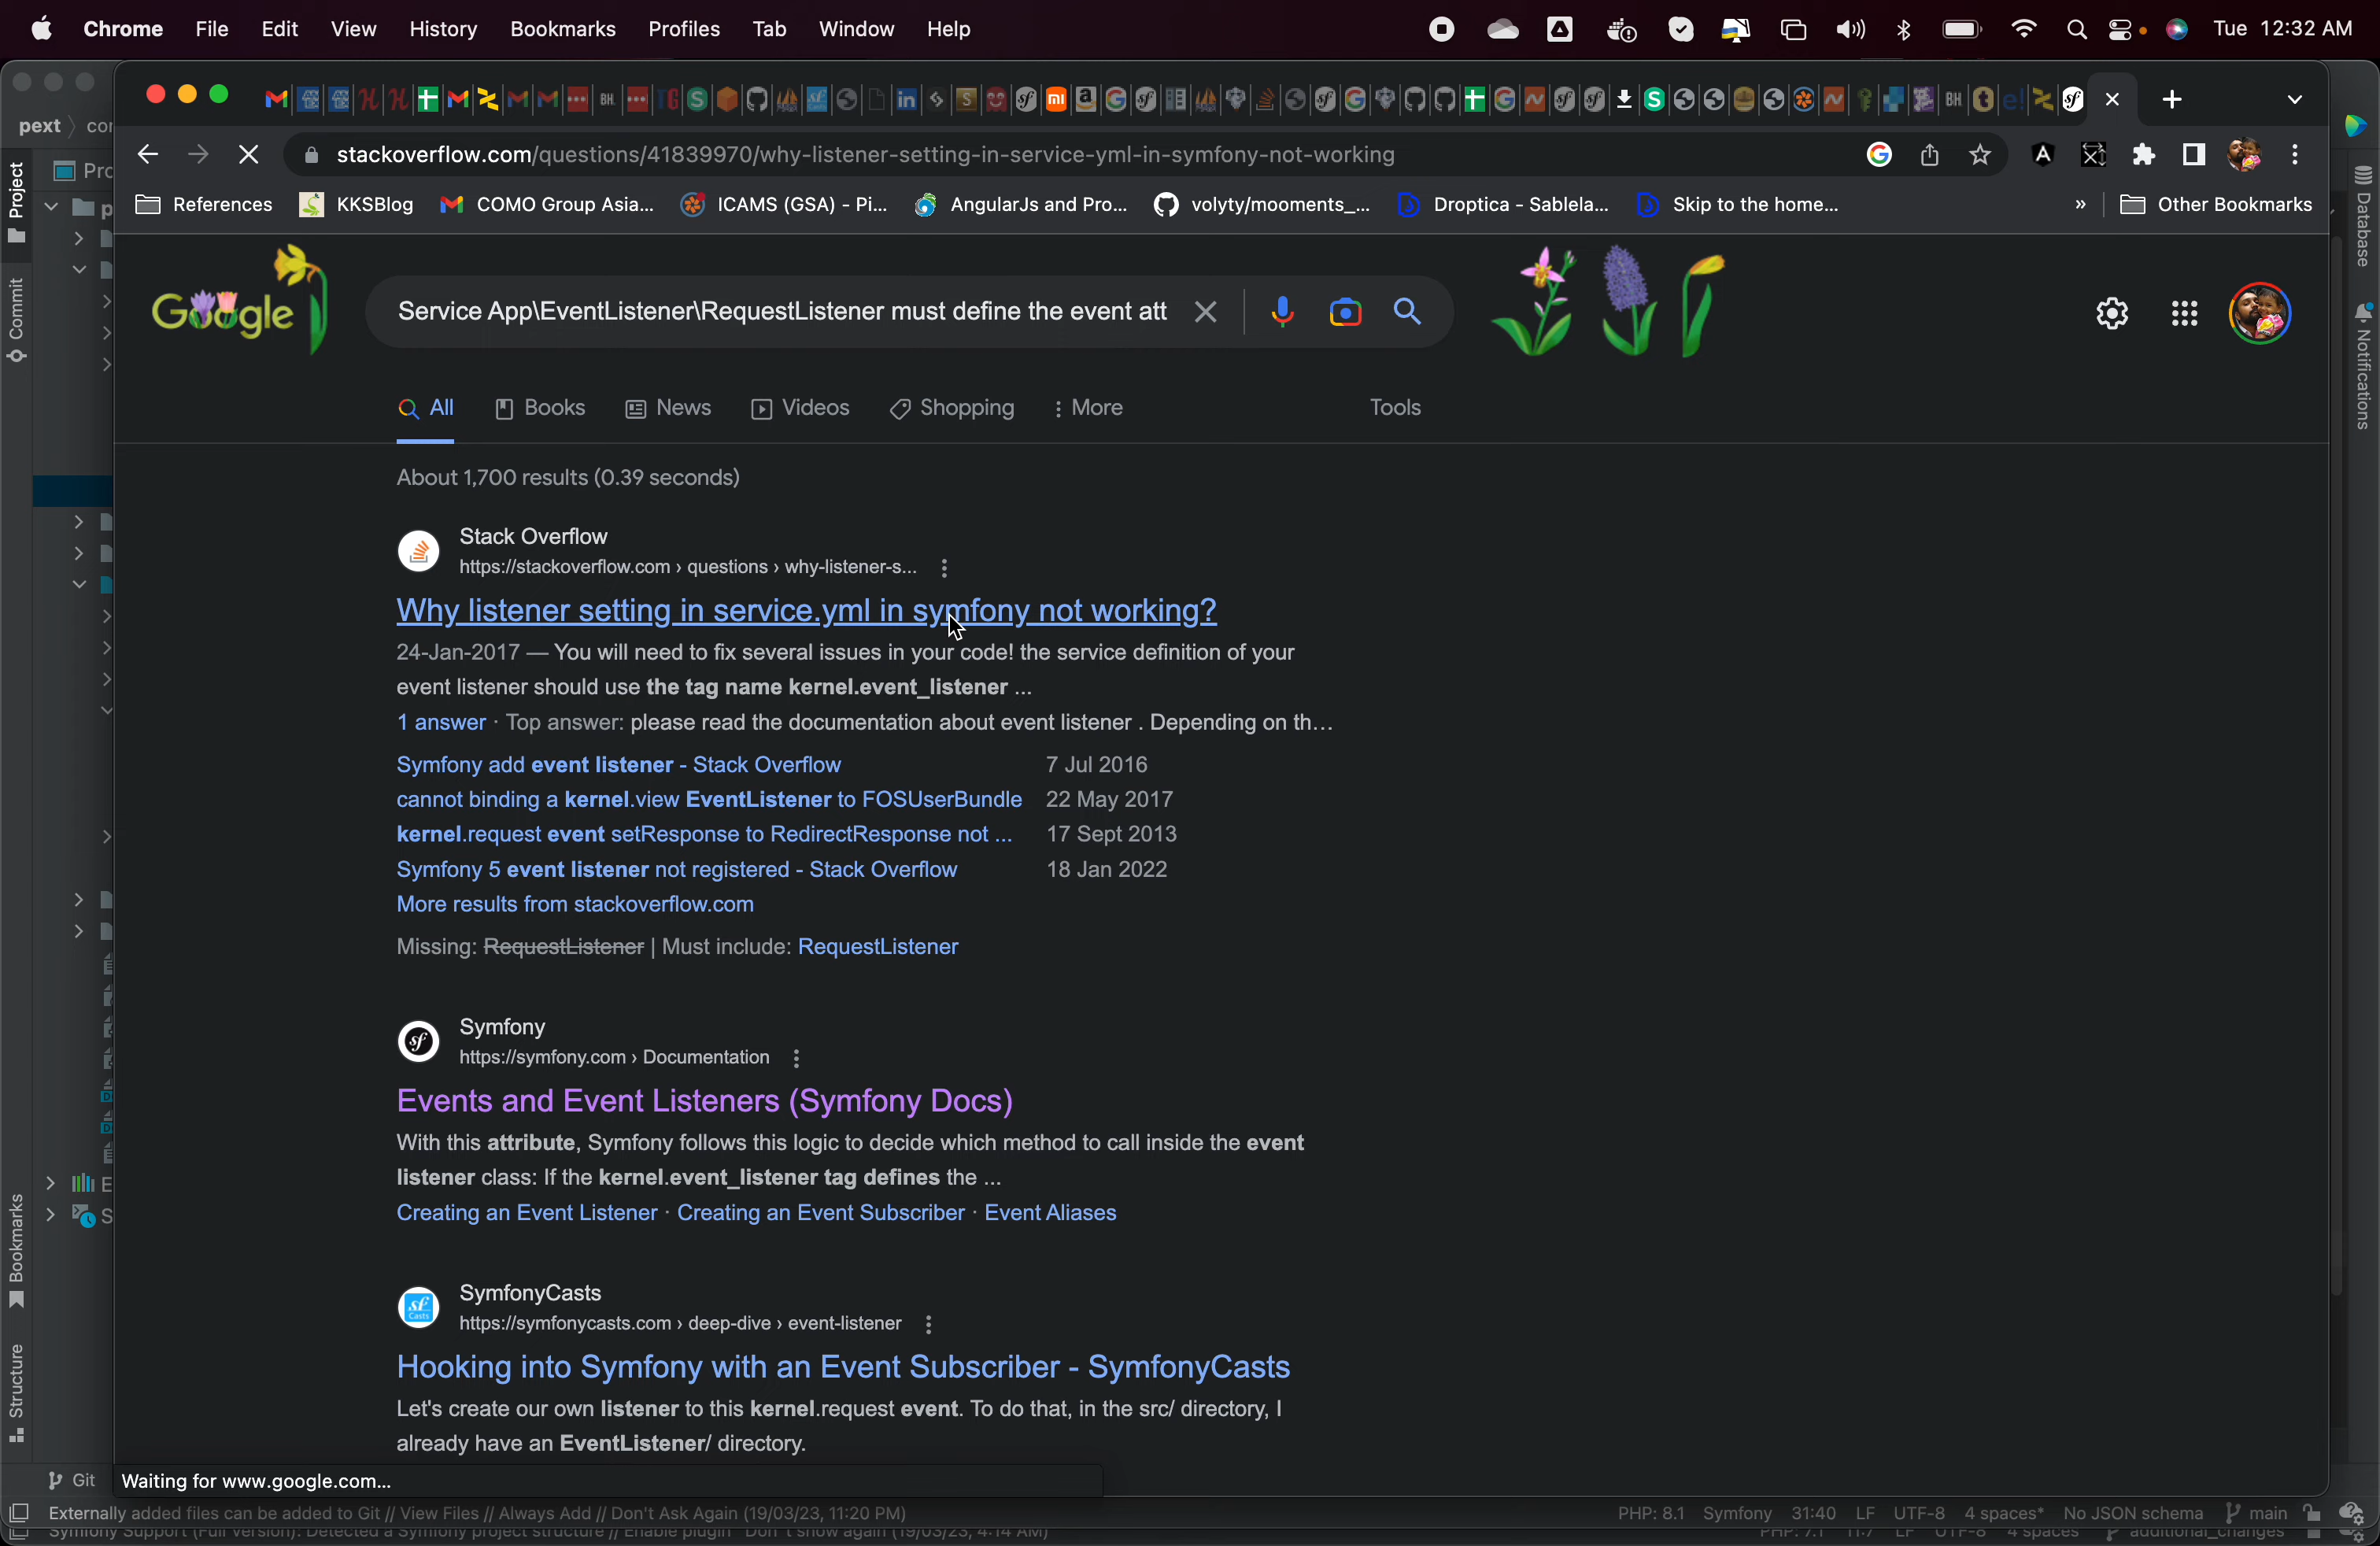 Chrome File Edit View History Bookmarks Profiles Tab Window Help Tue 12:32 AM
stackoverflow.com/questions/41839970/why-listener-setting-in-service-yml-in-symfony-not-working
References KKSBlog COMO Group Asia... ICAMS (GSA) - Pi... AngularJs and Pro... volyty/mooments_... Droptica - Sablela... Skip to the home... » Other Bookmarks
pext
Project
Commit
Bookmarks
Structure
Database
Notifications
Google
Service App\EventListener\RequestListener must define the event att
All Books News Videos Shopping More Tools
About 1,700 results (0.39 seconds)
Stack Overflow
https://stackoverflow.com › questions › why-listener-s...
Why listener setting in service.yml in symfony not working?
24-Jan-2017 — You will need to fix several issues in your code! the service definition of your
event listener should use the tag name kernel.event_listener ...
1 answer · Top answer: please read the documentation about event listener . Depending on th...
Symfony add event listener - Stack Overflow 7 Jul 2016
cannot binding a kernel.view EventListener to FOSUserBundle 22 May 2017
kernel.request event setResponse to RedirectResponse not ... 17 Sept 2013
Symfony 5 event listener not registered - Stack Overflow 18 Jan 2022
More results from stackoverflow.com
Missing: RequestListener | Must include: RequestListener
Symfony
https://symfony.com › Documentation
Events and Event Listeners (Symfony Docs)
With this attribute, Symfony follows this logic to decide which method to call inside the event
listener class: If the kernel.event_listener tag defines the ...
Creating an Event Listener · Creating an Event Subscriber · Event Aliases
SymfonyCasts
https://symfonycasts.com › deep-dive › event-listener
Hooking into Symfony with an Event Subscriber - SymfonyCasts
Let's create our own listener to this kernel.request event. To do that, in the src/ directory, I
already have an EventListener/ directory.
Git
Waiting for www.google.com...
Externally added files can be added to Git // View Files // Always Add // Don't Ask Again (19/03/23, 11:20 PM) PHP: 8.1 Symfony 31:40 LF UTF-8 4 spaces* No JSON schema main